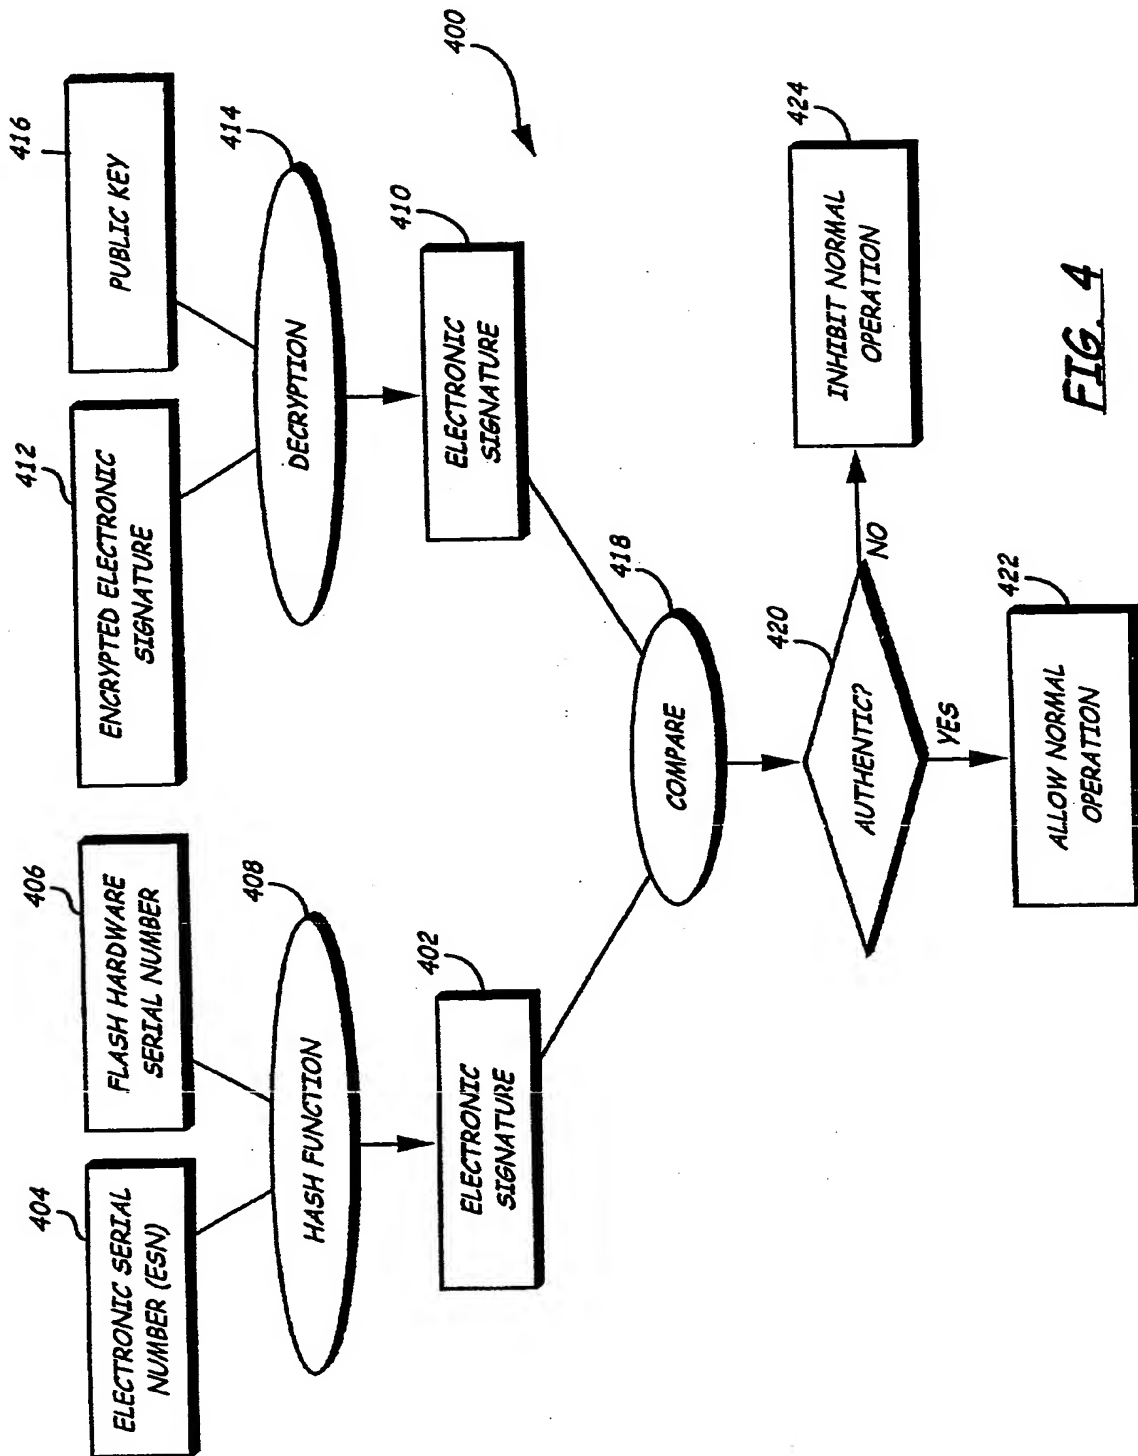 404
ELECTRONIC SERIAL
NUMBER (ESN)
406
FLASH HARDWARE
SERIAL NUMBER
412
ENCRYPTED ELECTRONIC
SIGNATURE
416
PUBLIC KEY
408
HASH FUNCTION
414
DECRYPTION
402
ELECTRONIC
SIGNATURE
410
ELECTRONIC
SIGNATURE
400
418
COMPARE
420
AUTHENTIC?
NO
YES
424
INHIBIT NORMAL
OPERATION
422
ALLOW NORMAL
OPERATION
FIG. 4